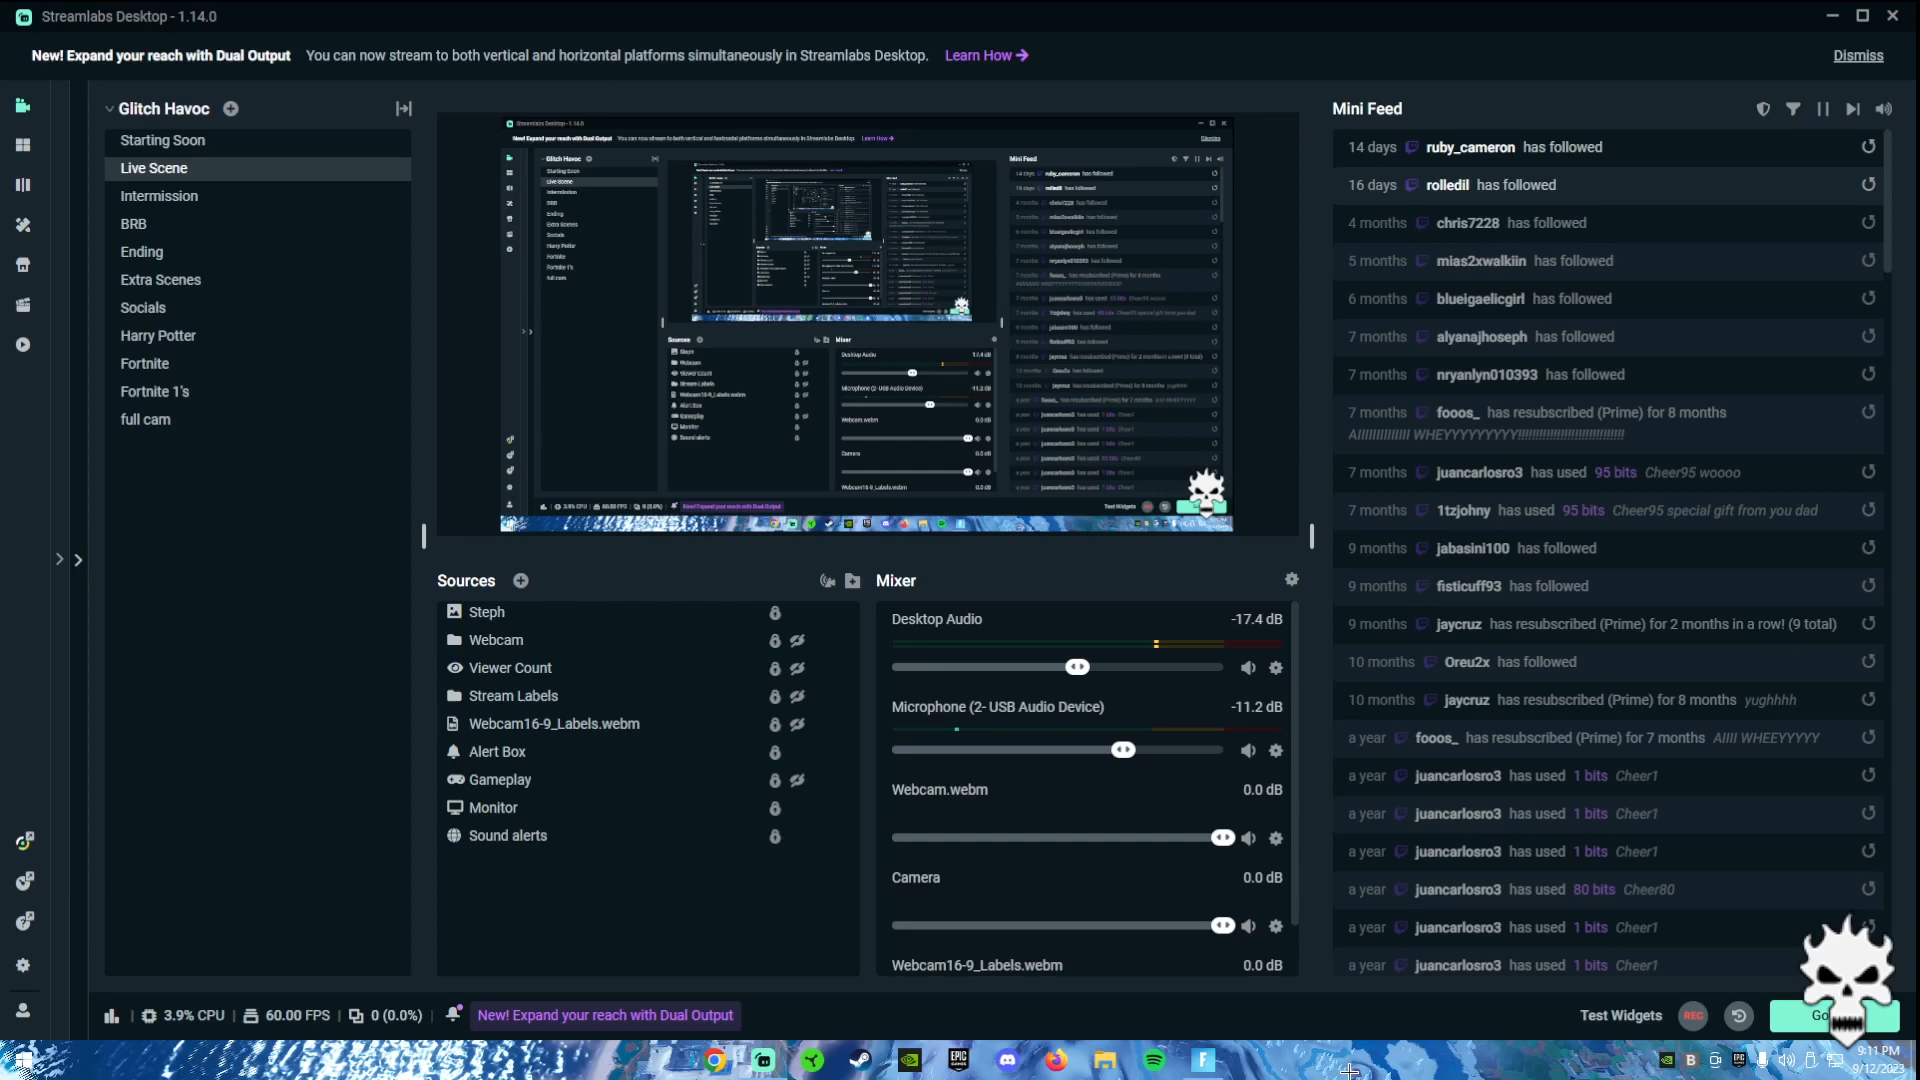 Streamlabs Desktop - 1.14.0
New! Expand your reach with Dual Output You can now stream to both vertical and horizontal platforms simultaneously in Streamlabs Desktop. Learn How
Dismiss
Glitch Havoc
Starting Soon
Live Scene
Intermission
BRB
Ending
Extra Scenes
Socials
Harry Potter
Fortnite
Fortnite 1's
full cam
Sources
Steph
Webcam
Viewer Count
Stream Labels
Webcam16-9_Labels.webm
Alert Box
Gameplay
Monitor
Sound alerts
Mixer
Desktop Audio -17.4 dB
Microphone (2- USB Audio Device) -11.2 dB
Webcam.webm 0.0 dB
Camera 0.0 dB
Webcam16-9_Labels.webm 0.0 dB
Mini Feed
14 days ruby_cameron has followed
16 days rolledil has followed
4 months chris7228 has followed
5 months mias2xwalkiin has followed
6 months blueigaelicgirl has followed
7 months alyanajhoseph has followed
7 months nryanlyn010393 has followed
7 months fooos_ has resubscribed (Prime) for 8 months
7 months juancarlosro3 has used 95 bits Cheer95 woooo
7 months 1tzjohny has used 95 bits Cheer95 special gift from you dad
9 months jabasini100 has followed
9 months fisticuff93 has followed
9 months jaycruz has resubscribed (Prime) for 2 months in a row! (9 total)
10 months Oreu2x has followed
10 months jaycruz has resubscribed (Prime) for 8 months yughhhh
a year fooos_ has resubscribed (Prime) for 7 months AIIII WHEEYYYYY
a year juancarlosro3 has used 1 bits Cheer1
a year juancarlosro3 has used 1 bits Cheer1
a year juancarlosro3 has used 1 bits Cheer1
a year juancarlosro3 has used 80 bits Cheer80
a year juancarlosro3 has used 1 bits Cheer1
a year juancarlosro3 has used 1 bits Cheer1
3.9% CPU 60.00 FPS 0 (0.0%) New! Expand your reach with Dual Output
Test Widgets REC
EPIC GAMES
9:11 PM
9/12/2023